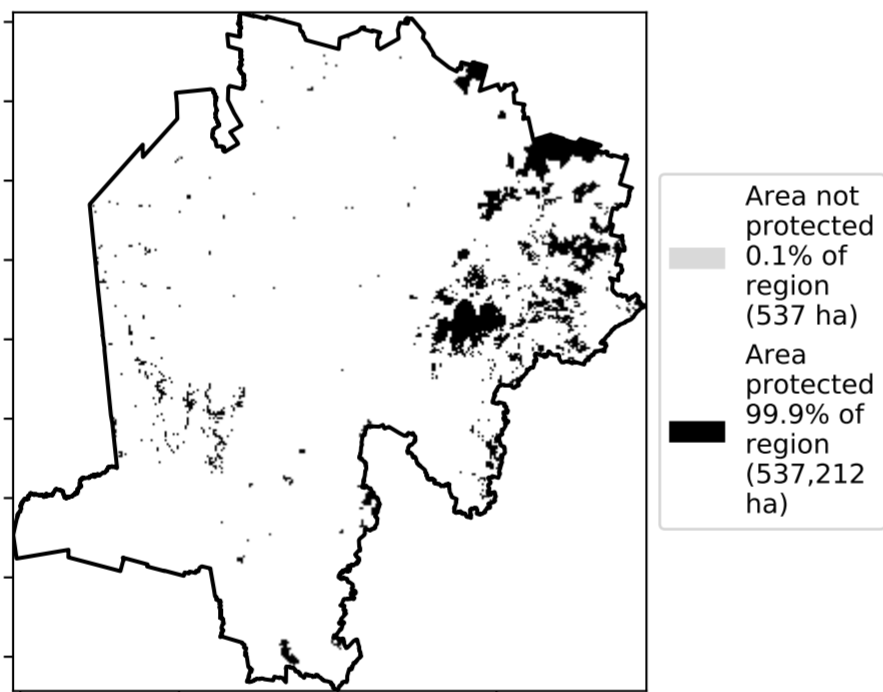 Area not
protected
0.1% of
region
(537 ha)
Area
protected
99.9% of
region
(537,212
ha)